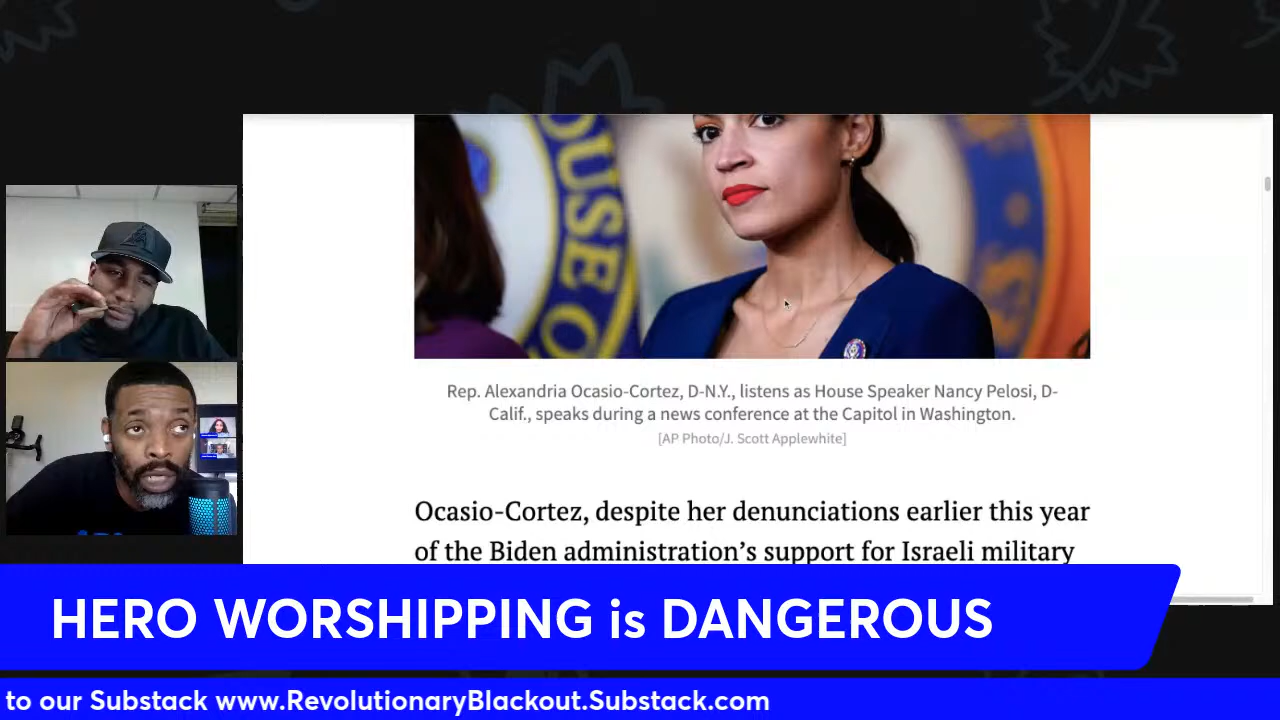 OUSE O
Rep. Alexandria Ocasio-Cortez, D-N.Y., listens as House Speaker Nancy Pelosi, D-
Calif., speaks during a news conference at the Capitol in Washington.
[AP Photo/J. Scott Applewhite]
Ocasio-Cortez, despite her denunciations earlier this year
of the Biden administration’s support for Israeli military
HERO WORSHIPPING is DANGEROUS
to our Substack www.RevolutionaryBlackout.Substack.com